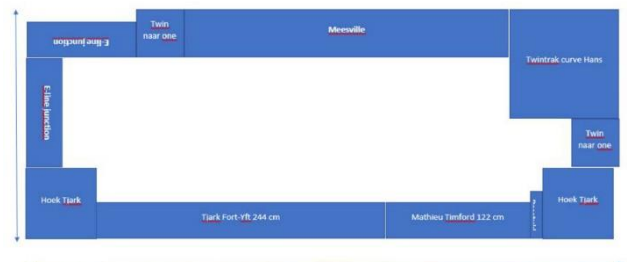 Twin
naar one
Meesville
E-line junction
Twintrak curve Hans
E-line junction
Twin
naar one
Hoek Tjark
Tjark Fort-Yft 244 cm
Mathieu Timford 122 cm
Hoek Tjark